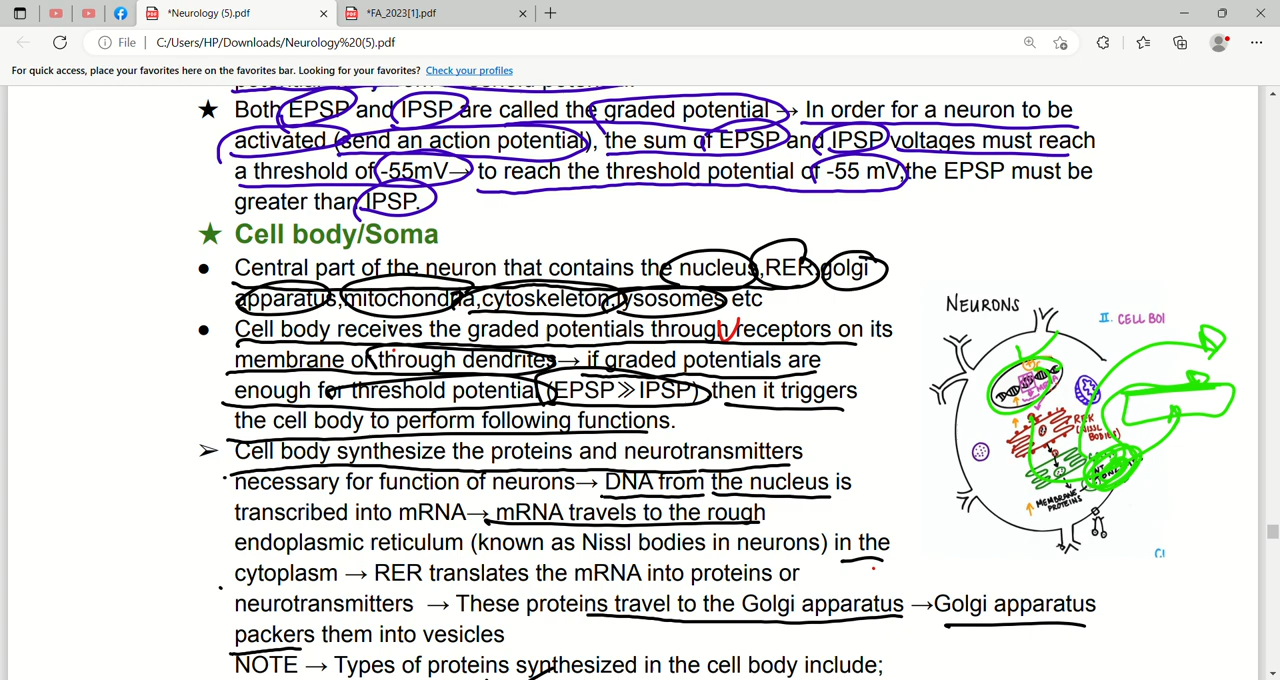 *Neurology (5).pdf
*FA_2023[1].pdf
File
C:/Users/HP/Downloads/Neurology%20(5).pdf
For quick access, place your favorites here on the favorites bar. Looking for your favorites? Check your profiles
★ Both EPSP and IPSP are called the graded potential → In order for a neuron to be
activated (send an action potential), the sum of EPSP and IPSP voltages must reach
a threshold of -55mV→ to reach the threshold potential of -55 mV,the EPSP must be
greater than IPSP.
★ Cell body/Soma
● Central part of the neuron that contains the nucleus,RER,golgi
apparatus,mitochondria,cytoskeleton,lysosomes etc
● Cell body receives the graded potentials through receptors on its
membrane or through dendrites→ if graded potentials are
enough for threshold potential (EPSP≫IPSP) then it triggers
the cell body to perform following functions.
➢ Cell body synthesize the proteins and neurotransmitters
necessary for function of neurons→ DNA from the nucleus is
transcribed into mRNA→ mRNA travels to the rough
endoplasmic reticulum (known as Nissl bodies in neurons) in the
cytoplasm → RER translates the mRNA into proteins or
neurotransmitters → These proteins travel to the Golgi apparatus →Golgi apparatus
packers them into vesicles
NOTE → Types of proteins synthesized in the cell body include;
NEURONS
II. CELL BOI
RER
(NISSL
BODIES)
MEMBRANE
PROTEINS